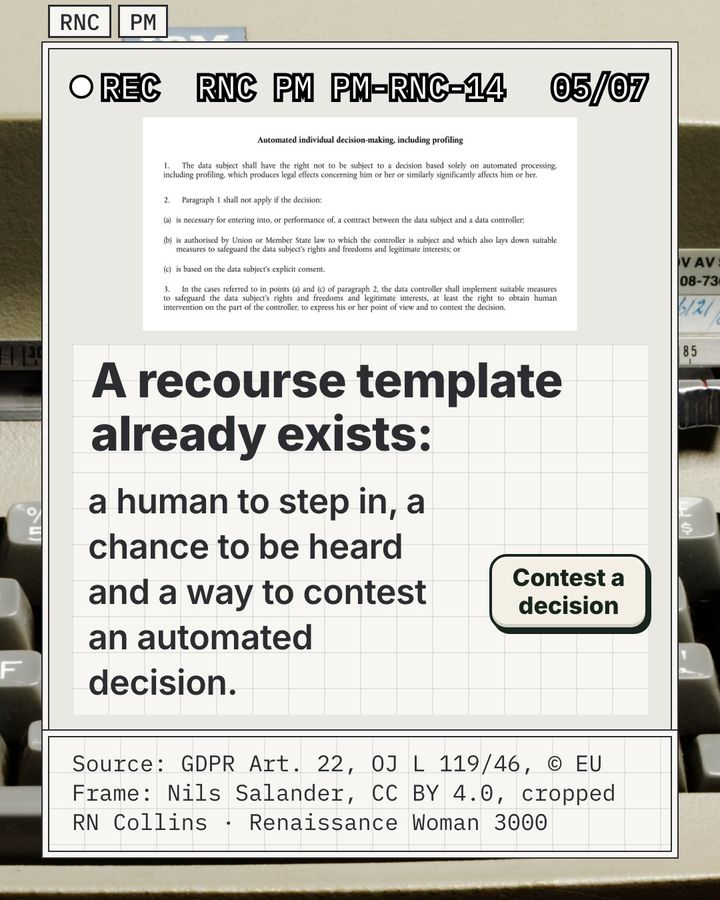 RNC PM
REC RNC PM PM-RNC-14 05/07
Automated individual decision-making, including profiling
1. The data subject shall have the right not to be subject to a decision based solely on automated processing,
including profiling, which produces legal effects concerning him or her or similarly significantly affects him or her.
2. Paragraph 1 shall not apply if the decision:
(a) is necessary for entering into, or performance of, a contract between the data subject and a data controller;
(b) is authorised by Union or Member State law to which the controller is subject and which also lays down suitable
measures to safeguard the data subject's rights and freedoms and legitimate interests; or
(c) is based on the data subject's explicit consent.
3. In the cases referred to in points (a) and (c) of paragraph 2, the data controller shall implement suitable measures
to safeguard the data subject's rights and freedoms and legitimate interests, at least the right to obtain human
intervention on the part of the controller, to express his or her point of view and to contest the decision.
A recourse template
already exists:
a human to step in, a
chance to be heard
and a way to contest
an automated
decision.
Contest a
decision
Source: GDPR Art. 22, OJ L 119/46, © EU
Frame: Nils Salander, CC BY 4.0, cropped
RN Collins · Renaissance Woman 3000
85
%
5
£
$
F